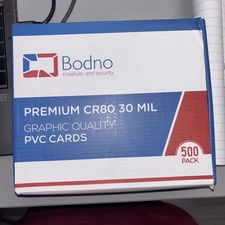 Bodno
creativity and security
PREMIUM CR80 30 MIL
GRAPHIC QUALITY
PVC CARDS
500
PACK